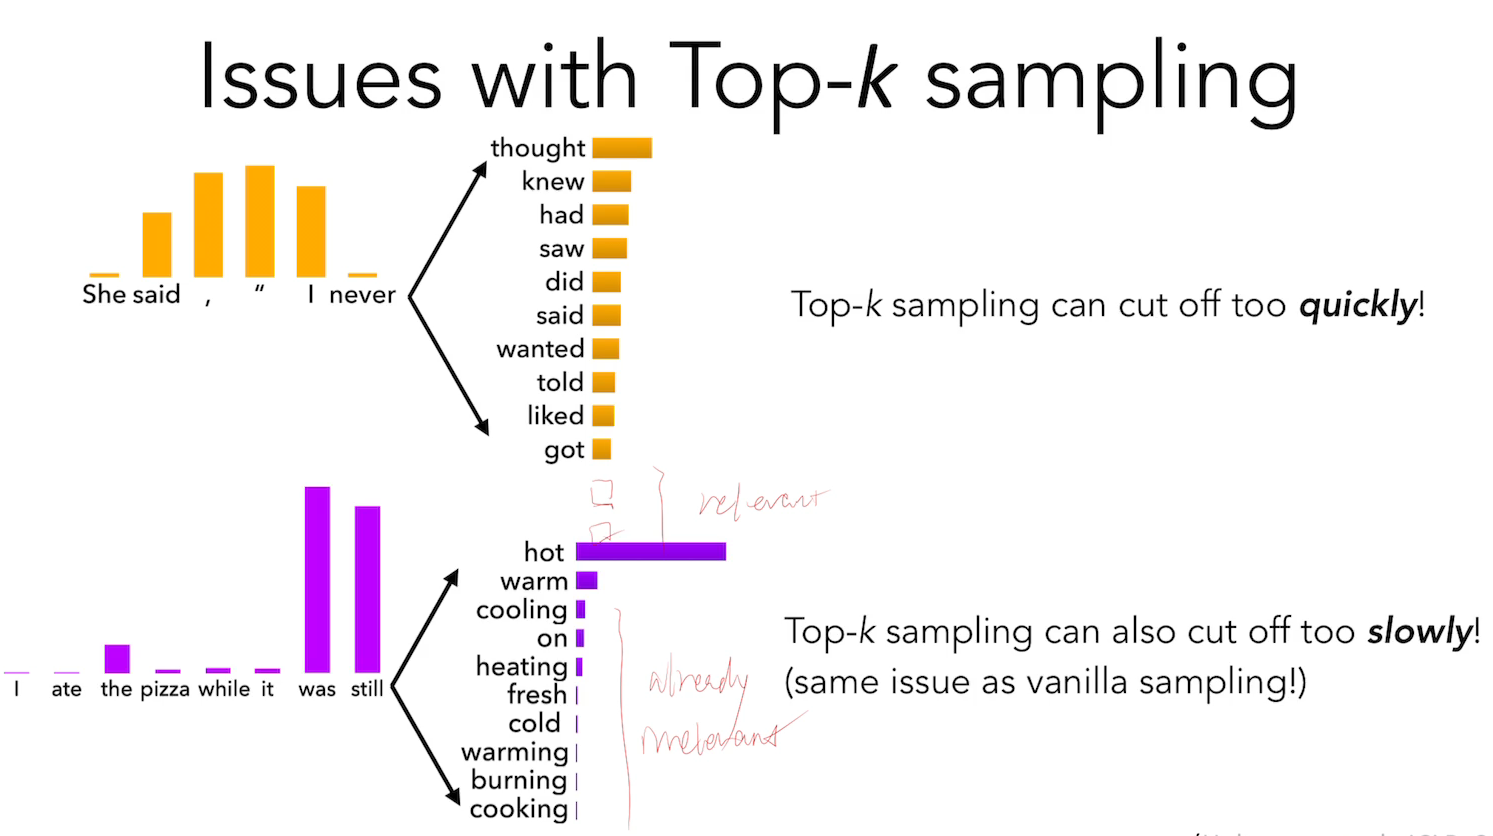 Issues with Top-k sampling
thought
knew
had
saw
did
said
wanted
told
liked
got
She said , " I never
Top-k sampling can cut off too quickly!
relevant
hot
warm
cooling
on
heating
fresh
cold
warming
burning
cooking
I ate the pizza while it was still
already
irrelevant
Top-k sampling can also cut off too slowly!
(same issue as vanilla sampling!)